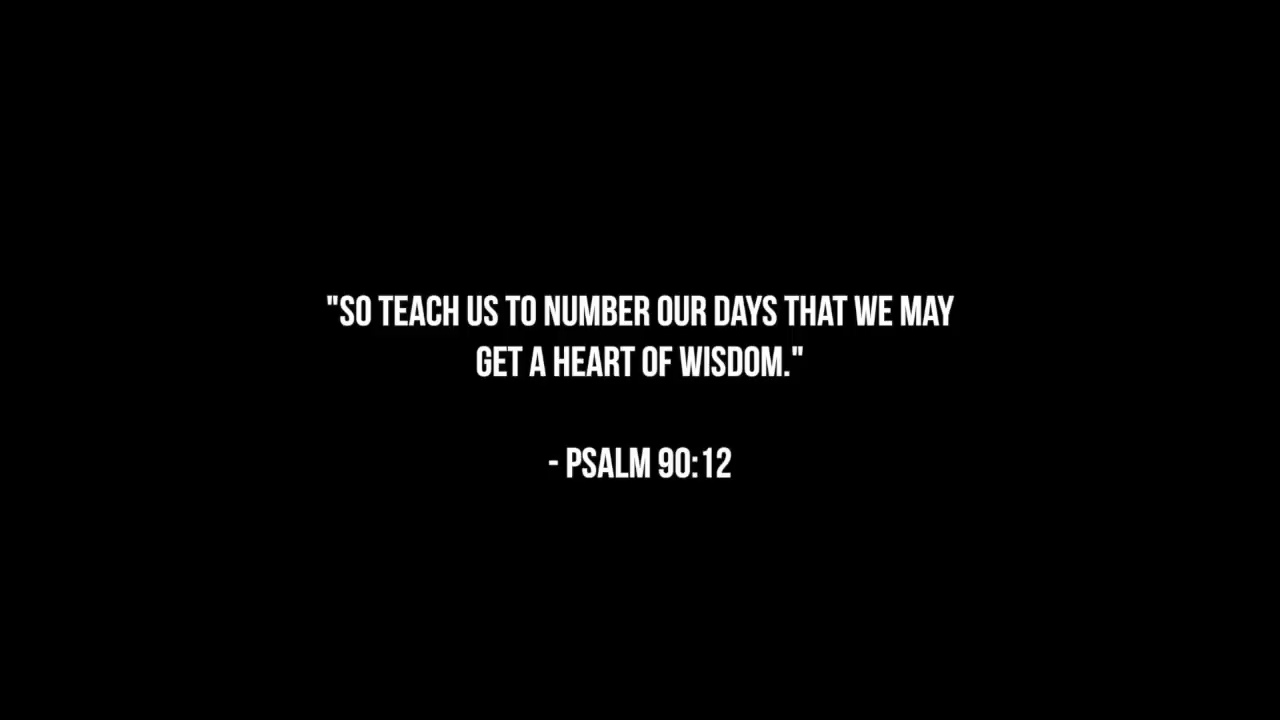 "SO TEACH US TO NUMBER OUR DAYS THAT WE MAY
GET A HEART OF WISDOM."
- PSALM 90:12